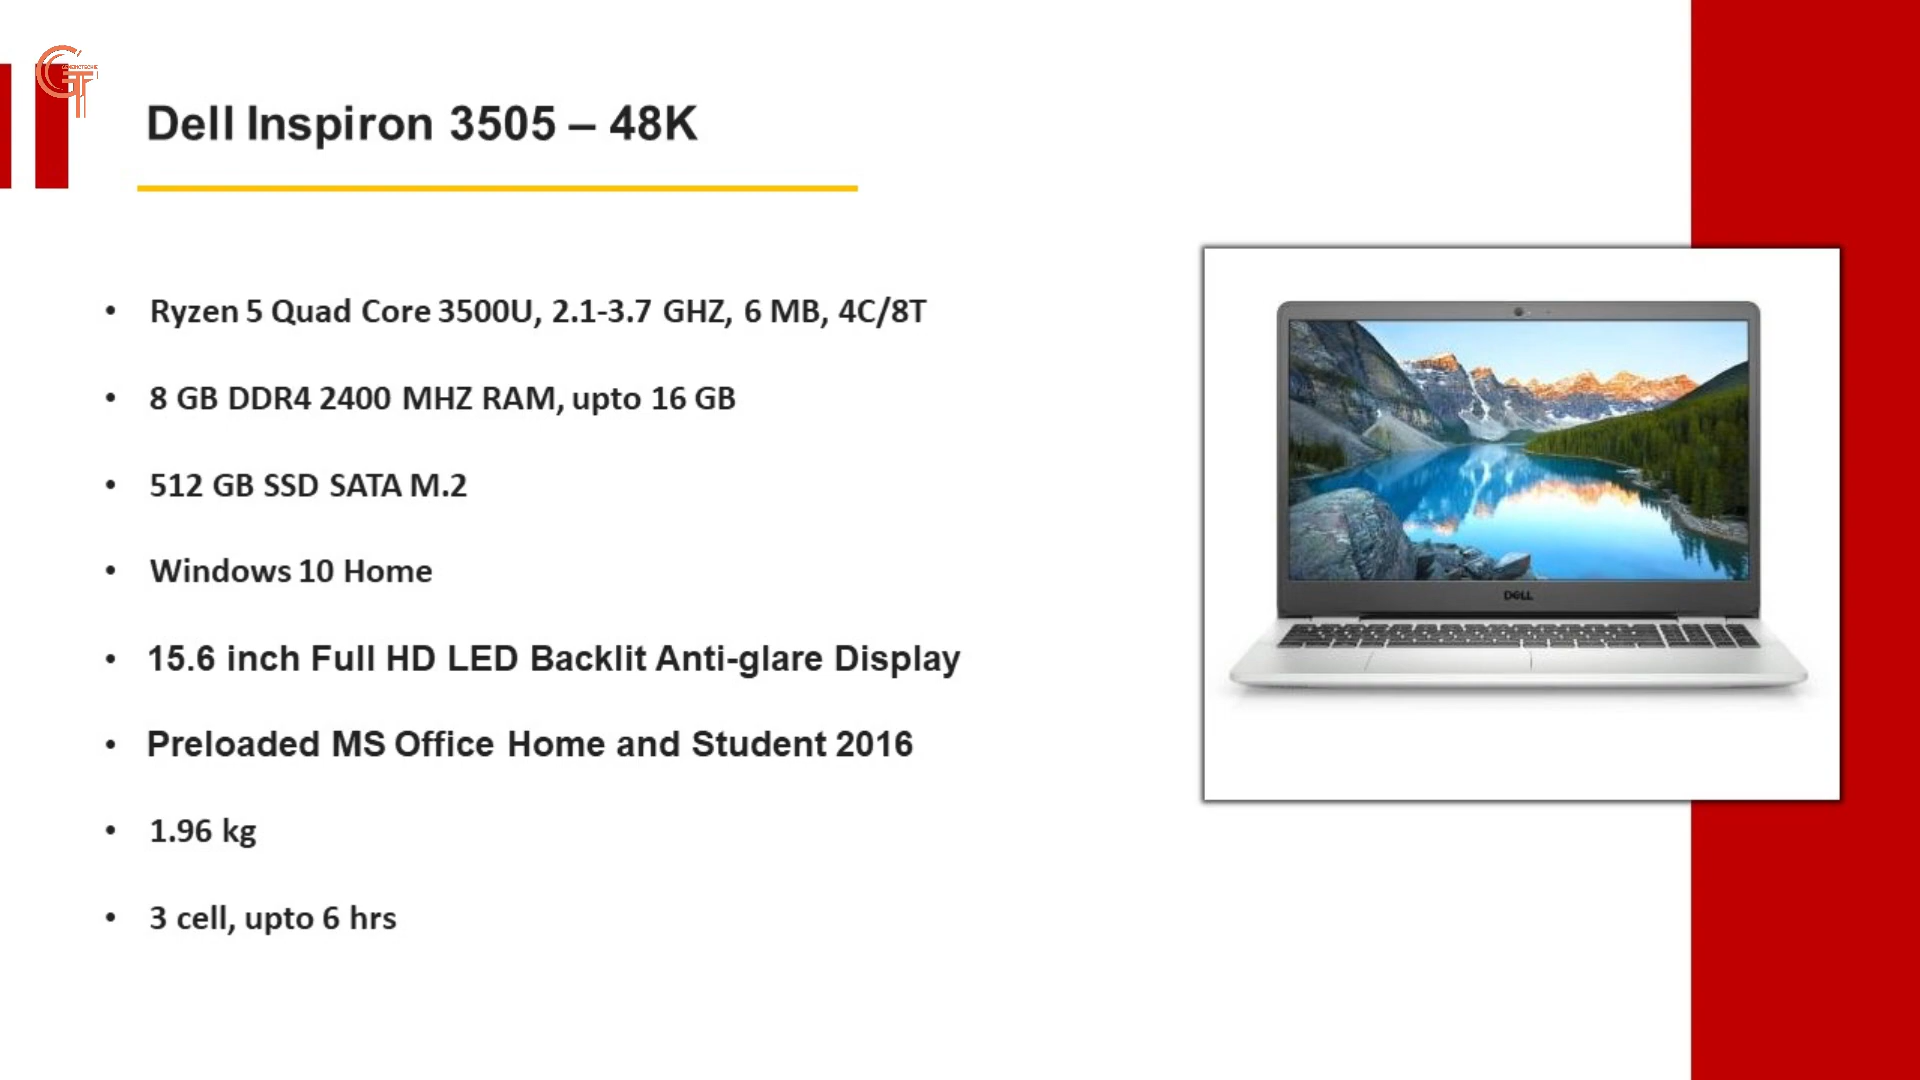 Dell Inspiron 3505 – 48K
• Ryzen 5 Quad Core 3500U, 2.1-3.7 GHZ, 6 MB, 4C/8T
• 8 GB DDR4 2400 MHZ RAM, upto 16 GB
• 512 GB SSD SATA M.2
• Windows 10 Home
• 15.6 inch Full HD LED Backlit Anti-glare Display
• Preloaded MS Office Home and Student 2016
• 1.96 kg
• 3 cell, upto 6 hrs
DELL